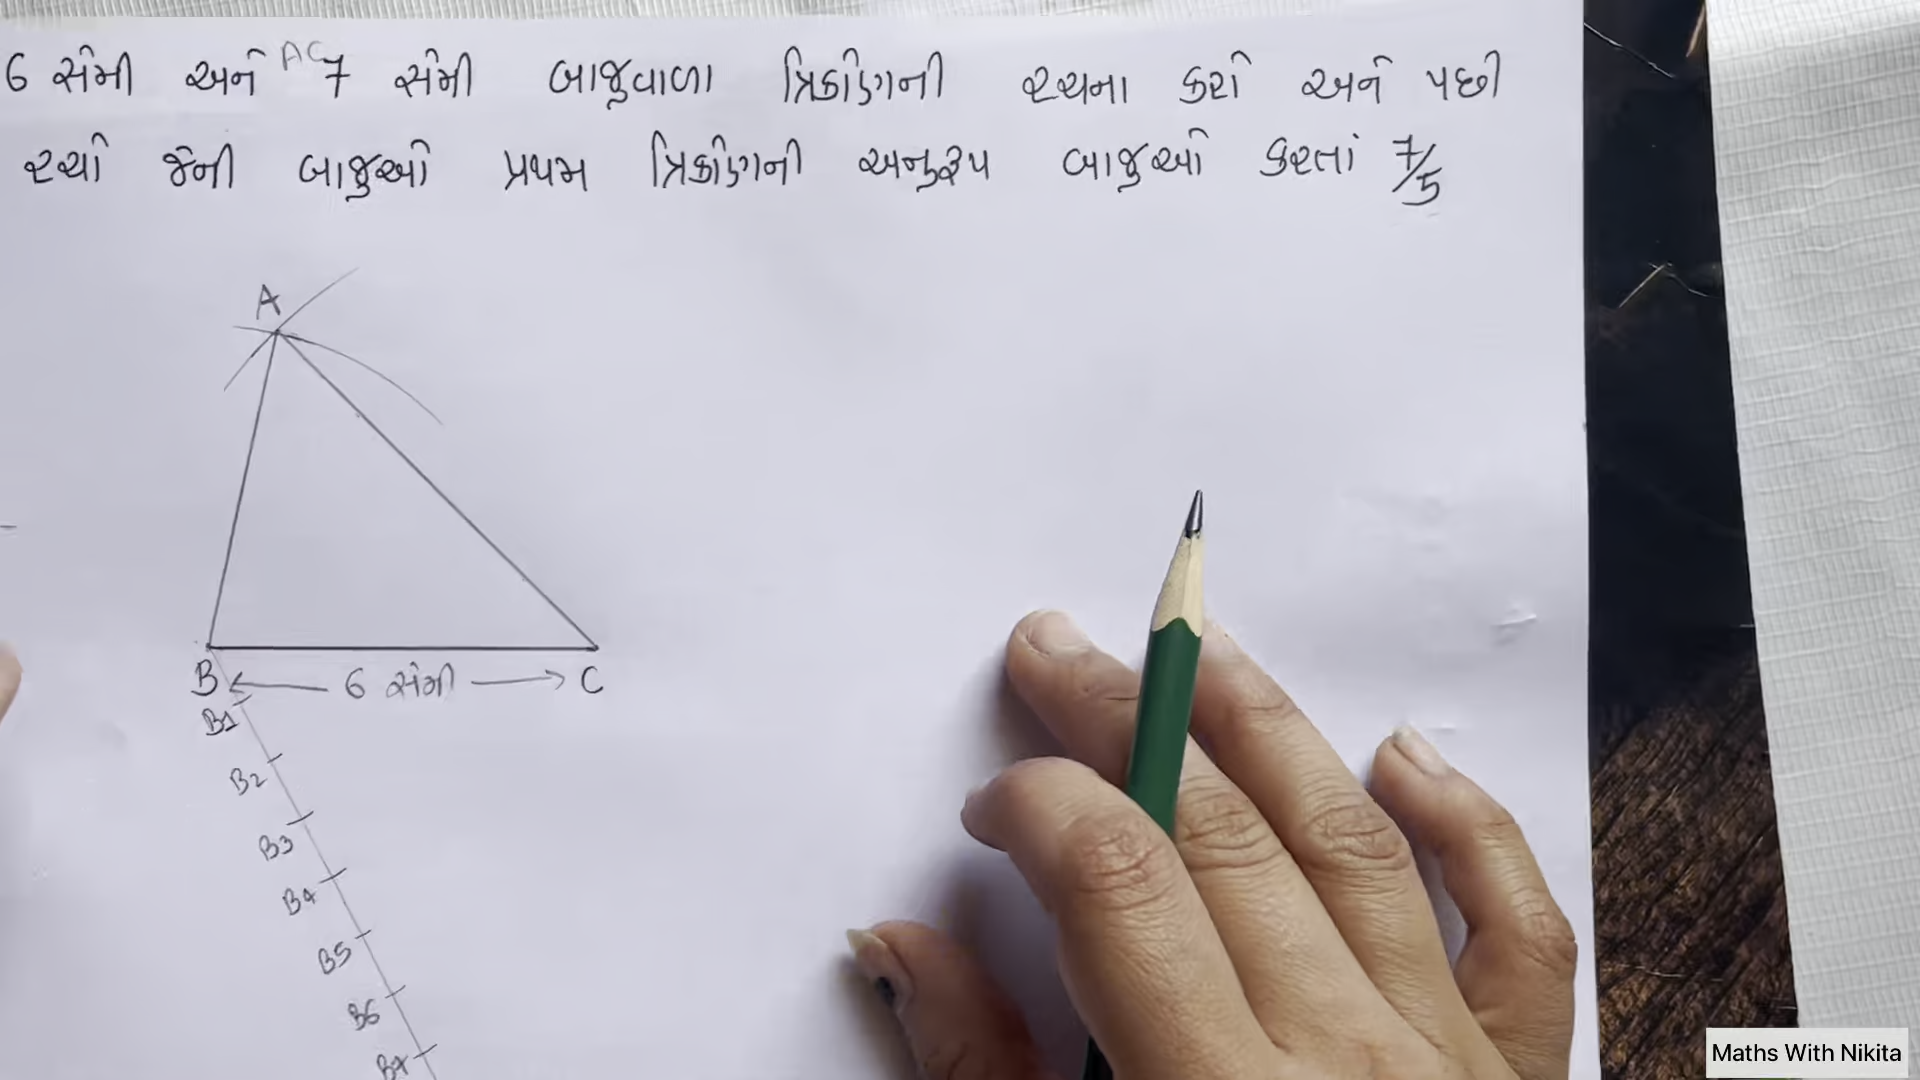 6 સેમી અને AC 7 સેમી બાજુવાળા ત્રિકોણની રચના કરો અને પછી
રચો જેની બાજુઓ પ્રથમ ત્રિકોણની અનુરૂપ બાજુઓ કરતાં 7/5
A
B 6 સેમી C
B1
B2
B3
B4
B5
B6
B7
Maths With Nikita